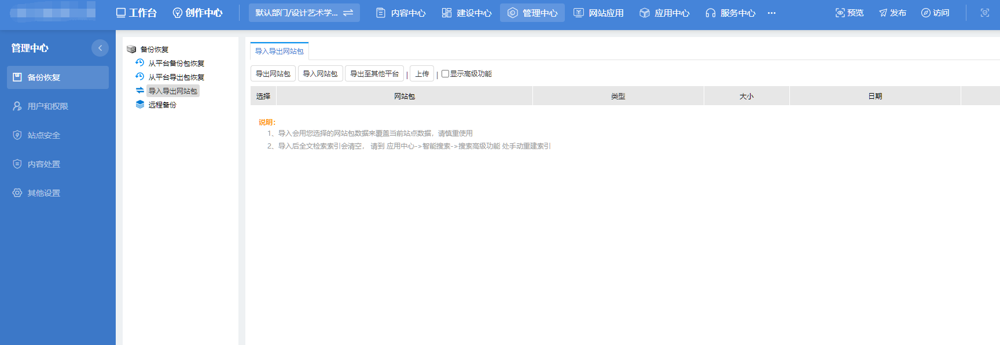 工作台 创作中心 默认部门/设计艺术学... 内容中心 建设中心 管理中心 网站应用 应用中心 服务中心 ··· 预览 发布 访问
管理中心
备份恢复
用户和权限
站点安全
内容处置
其他设置
备份恢复
从平台备份包恢复
从平台导出包恢复
导入导出网站包
远程备份
导入导出网站包
导出网站包 导入网站包 导出至其他平台 | 上传 | 显示高级功能
选择 网站包 类型 大小 日期
说明：
1、导入会用您选择的网站包数据来覆盖当前站点数据，请慎重使用
2、导入后全文检索索引会清空， 请到 应用中心->智能搜索->搜索高级功能 处手动重建索引